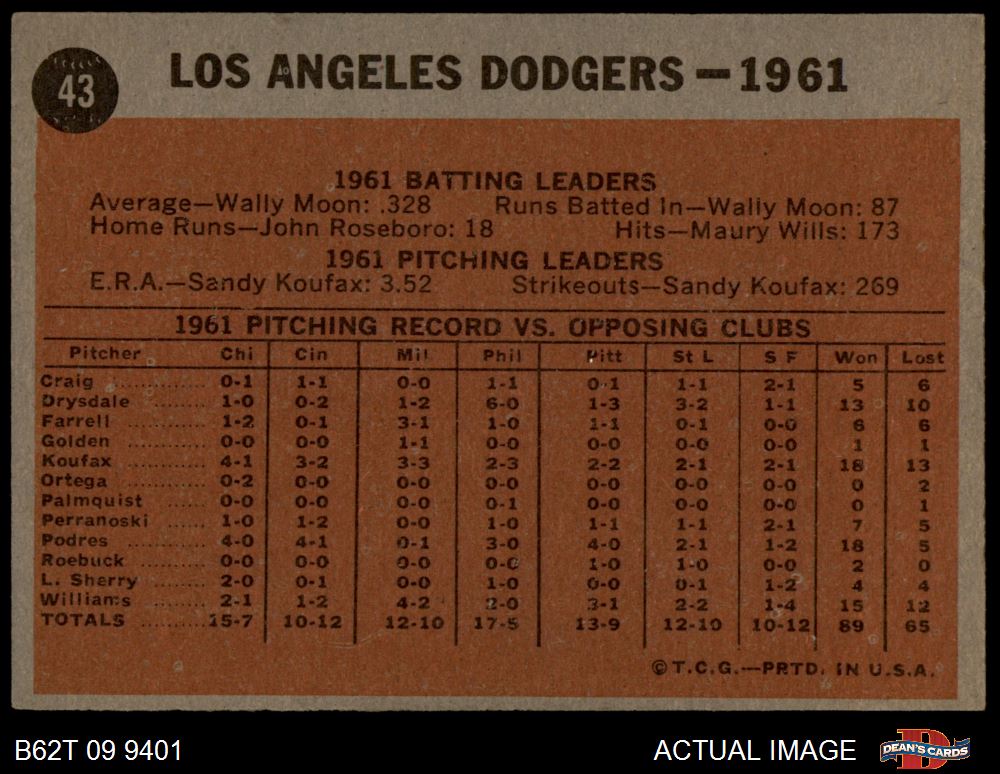 43
LOS ANGELES DODGERS—1961
1961 BATTING LEADERS
Average—Wally Moon: .328 Runs Batted In—Wally Moon: 87
Home Runs—John Roseboro: 18 Hits—Maury Wills: 173
1961 PITCHING LEADERS
E.R.A.—Sandy Koufax: 3.52 Strikeouts—Sandy Koufax: 269
1961 PITCHING RECORD VS. OPPOSING CLUBS
Pitcher Chi Cin Mil Phil Pitt St L S F Won Lost
Craig ............ 0-1 1-1 0-0 1-1 0-1 1-1 2-1 5 6
Drysdale ......... 1-0 0-2 1-2 6-0 1-3 3-2 1-1 13 10
Farrell .......... 1-2 0-1 3-1 1-0 1-1 0-1 0-0 6 6
Golden .......... 0-0 0-0 1-1 0-0 0-0 0-0 0-0 1 1
Koufax .......... 4-1 3-2 3-3 2-3 2-2 2-1 2-1 18 13
Ortega .......... 0-2 0-0 0-0 0-0 0-0 0-0 0-0 0 2
Palmquist ...... 0-0 0-0 0-0 0-1 0-0 0-0 0-0 0 1
Perranoski ...... 1-0 1-2 0-0 1-0 1-1 1-1 2-1 7 5
Podres .......... 4-0 4-1 0-1 3-0 4-0 2-1 1-2 18 5
Roebuck ........ 0-0 0-0 0-0 0-0 1-0 1-0 0-0 2 0
L. Sherry ...... 2-0 0-1 0-0 1-0 0-0 0-1 1-2 4 4
Williams ........ 2-1 1-2 4-2 2-0 3-1 2-2 1-4 15 12
TOTALS .......... 15-7 10-12 12-10 17-5 13-9 12-10 10-12 89 65
© T.C.G.—PRTD. IN U.S.A.
B62T 09 9401 ACTUAL IMAGE DEAN'S CARDS